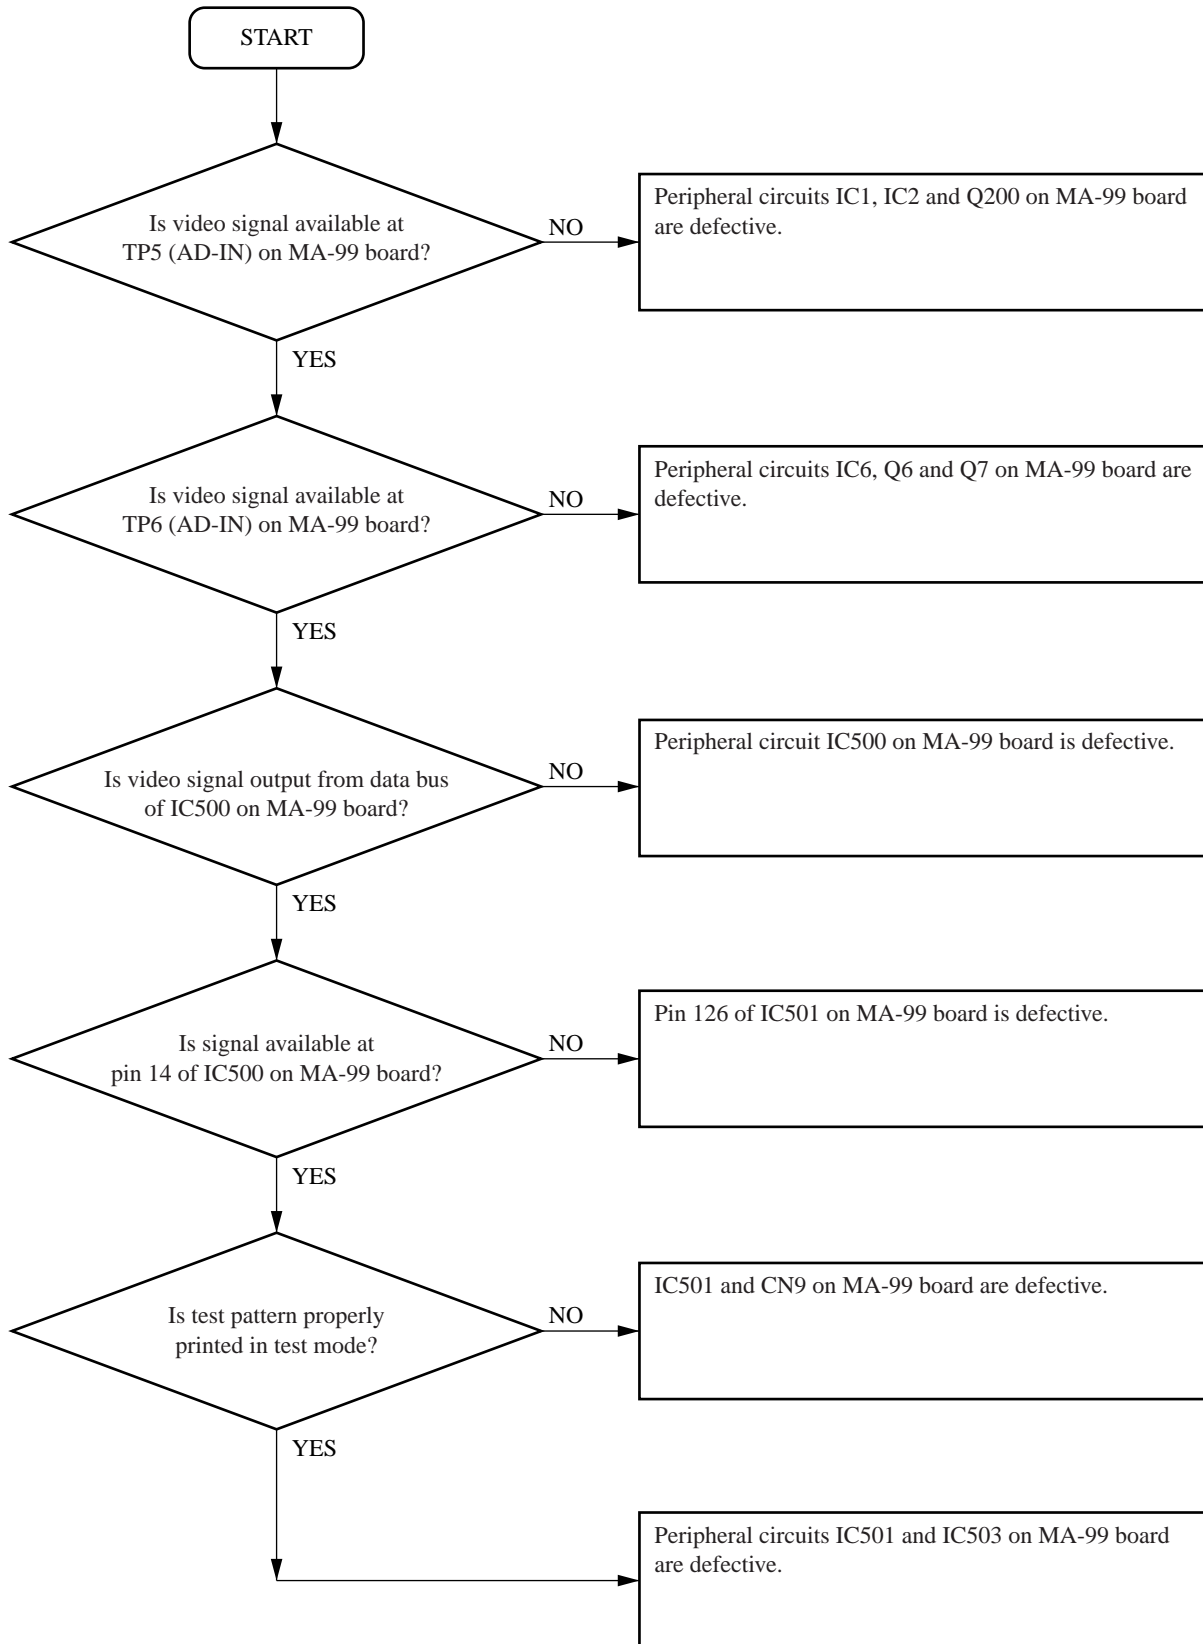 START
Is video signal available at
TP5 (AD-IN) on MA-99 board?
NO
Peripheral circuits IC1, IC2 and Q200 on MA-99 board
are defective.
YES
Is video signal available at
TP6 (AD-IN) on MA-99 board?
NO
Peripheral circuits IC6, Q6 and Q7 on MA-99 board are
defective.
YES
Is video signal output from data bus
of IC500 on MA-99 board?
NO
Peripheral circuit IC500 on MA-99 board is defective.
YES
Is signal available at
pin 14 of IC500 on MA-99 board?
NO
Pin 126 of IC501 on MA-99 board is defective.
YES
Is test pattern properly
printed in test mode?
NO
IC501 and CN9 on MA-99 board are defective.
YES
Peripheral circuits IC501 and IC503 on MA-99 board
are defective.